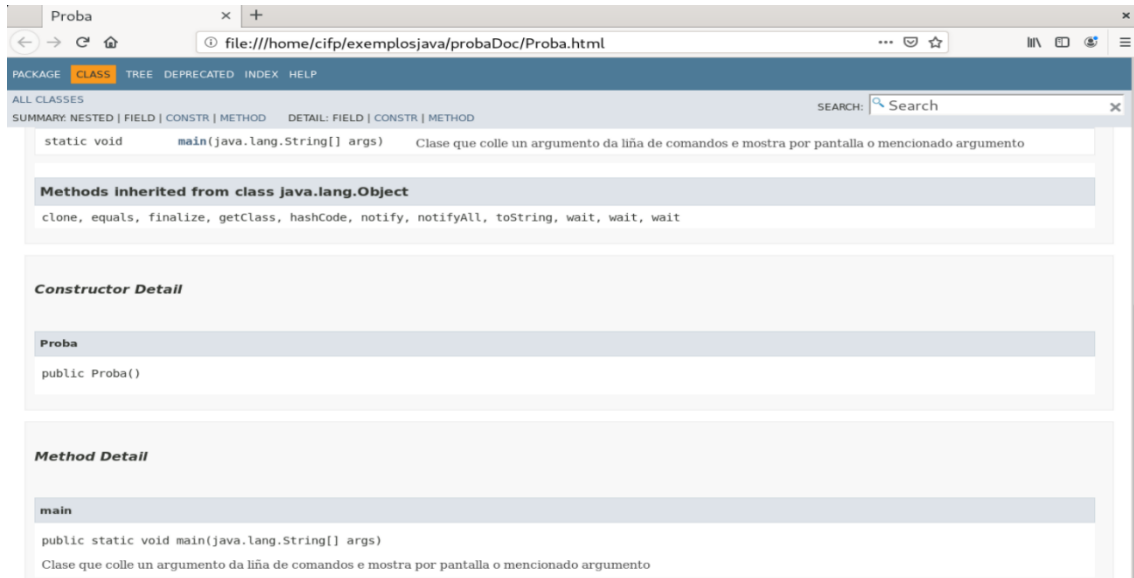 Proba
file:///home/cifp/exemplosjava/probaDoc/Proba.html
PACKAGE CLASS TREE DEPRECATED INDEX HELP
ALL CLASSES
SEARCH: Search
SUMMARY: NESTED | FIELD | CONSTR | METHOD DETAIL: FIELD | CONSTR | METHOD
static void main(java.lang.String[] args) Clase que colle un argumento da liña de comandos e mostra por pantalla o mencionado argumento
Methods inherited from class java.lang.Object
clone, equals, finalize, getClass, hashCode, notify, notifyAll, toString, wait, wait, wait
Constructor Detail
Proba
public Proba()
Method Detail
main
public static void main(java.lang.String[] args)
Clase que colle un argumento da liña de comandos e mostra por pantalla o mencionado argumento